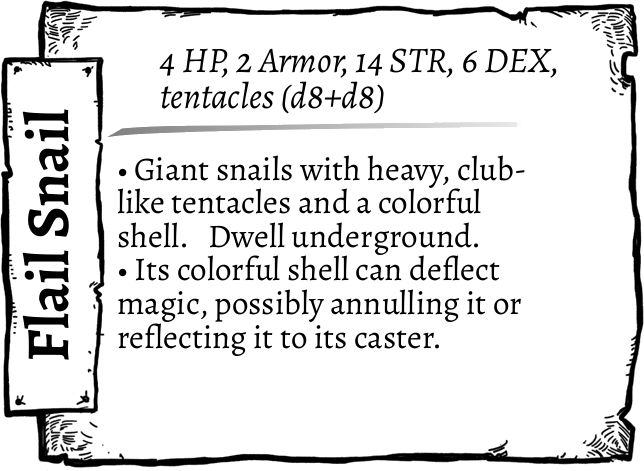 Flail Snail
4 HP, 2 Armor, 14 STR, 6 DEX,
tentacles (d8+d8)
• Giant snails with heavy, club-
like tentacles and a colorful
shell. Dwell underground.
• Its colorful shell can deflect
magic, possibly annulling it or
reflecting it to its caster.